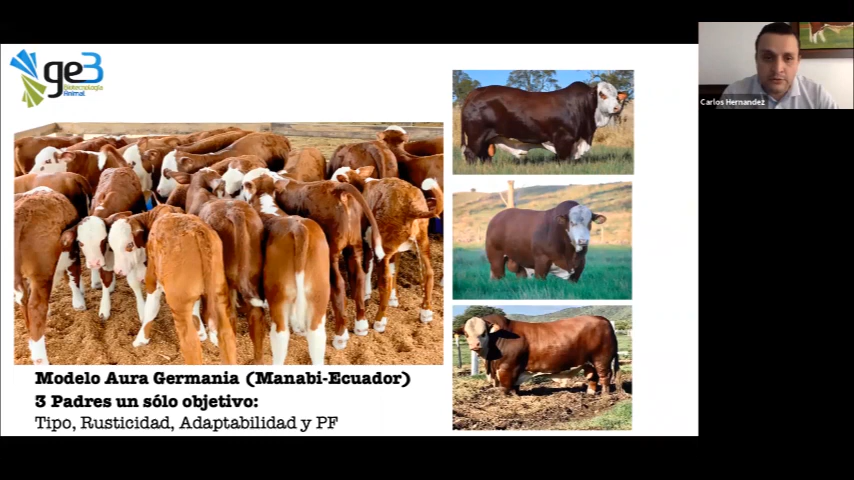 ge3
Biotecnología
Animal
Carlos Hernandez
Modelo Aura Germania (Manabi-Ecuador)
3 Padres un sólo objetivo:
Tipo, Rusticidad, Adaptabilidad y PF